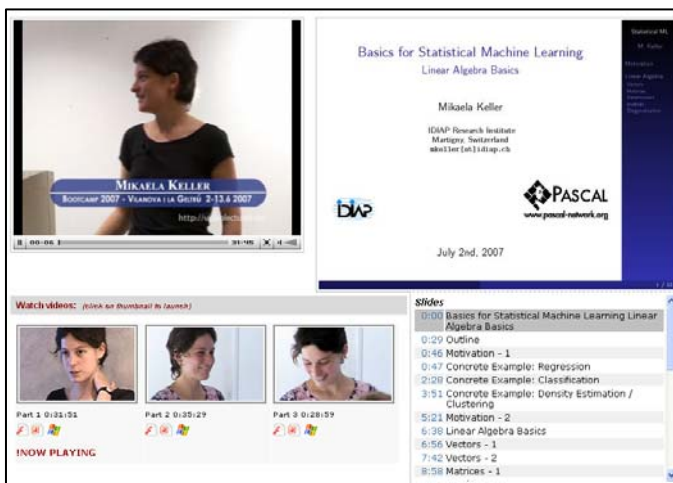 MIKAELA KELLER
BOOTCAMP 2007 - VILANOVA I LA GELTRÚ 2-13.6 2007
00:06
31:45
Basics for Statistical Machine Learning
Linear Algebra Basics
Mikaela Keller
IDIAP Research Institute
Martigny, Switzerland
mkeller[at]idiap.ch
IDIAP
PASCAL
www.pascal-network.org
July 2nd, 2007
Statistical ML
M. Keller
Motivation
Linear Algebra
Watch videos: (click on thumbnail to launch)
Part 1 0:31:51
Part 2 0:35:29
Part 3 0:28:59
!NOW PLAYING
Slides
0:00 Basics for Statistical Machine Learning Linear
Algebra Basics
0:29 Outline
0:46 Motivation - 1
0:47 Concrete Example: Regression
2:28 Concrete Example: Classification
3:51 Concrete Example: Density Estimation /
Clustering
5:21 Motivation - 2
6:38 Linear Algebra Basics
6:56 Vectors - 1
7:42 Vectors - 2
8:58 Matrices - 1